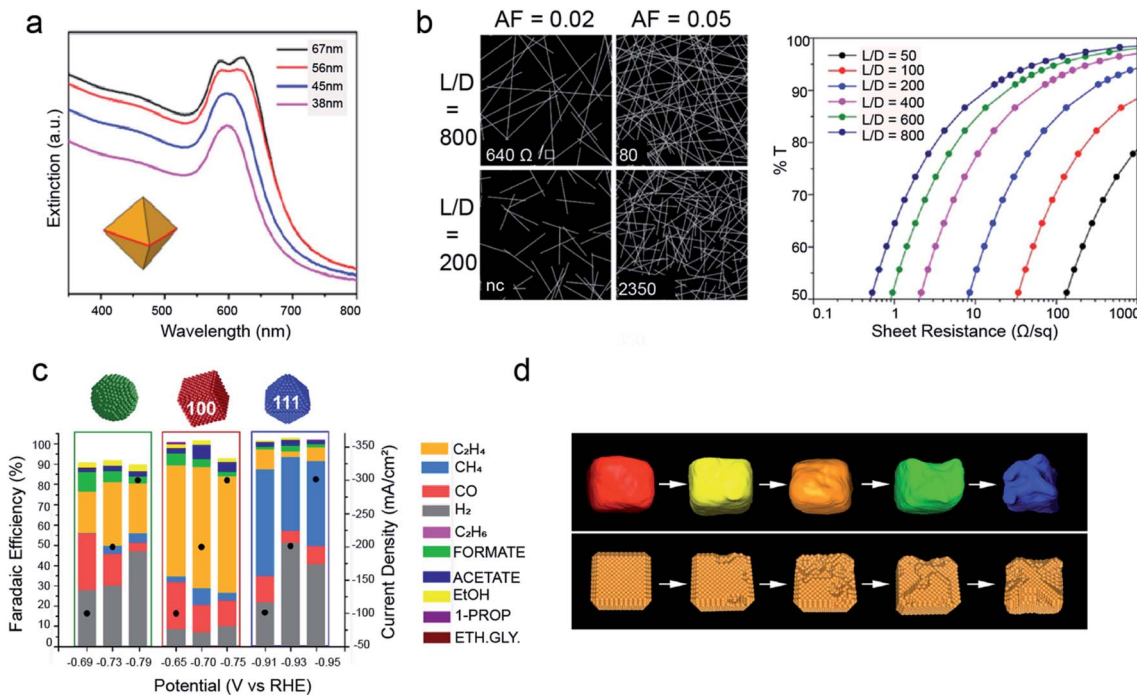 a
67nm
56nm
45nm
38nm
Extinction (a.u.)
400 500 600 700 800
Wavelength (nm)
b
AF = 0.02 AF = 0.05
L/D = 800
640 Ω /□
80
L/D = 200
nc
2350
100
90
80
70
60
50
% T
L/D = 50
L/D = 100
L/D = 200
L/D = 400
L/D = 600
L/D = 800
0.1 1 10 100 1000
Sheet Resistance (Ω/sq)
c
100
111
100
90
80
70
60
50
40
30
20
10
0
Faradaic Efficiency (%)
-350
-300
-250
-200
-150
-100
-50
Current Density (mA/cm²)
-0.69 -0.73 -0.79 -0.65 -0.70 -0.75 -0.91 -0.93 -0.95
Potential (V vs RHE)
C₂H₄
CH₄
CO
H₂
C₂H₆
FORMATE
ACETATE
EtOH
1-PROP
ETH.GLY.
d